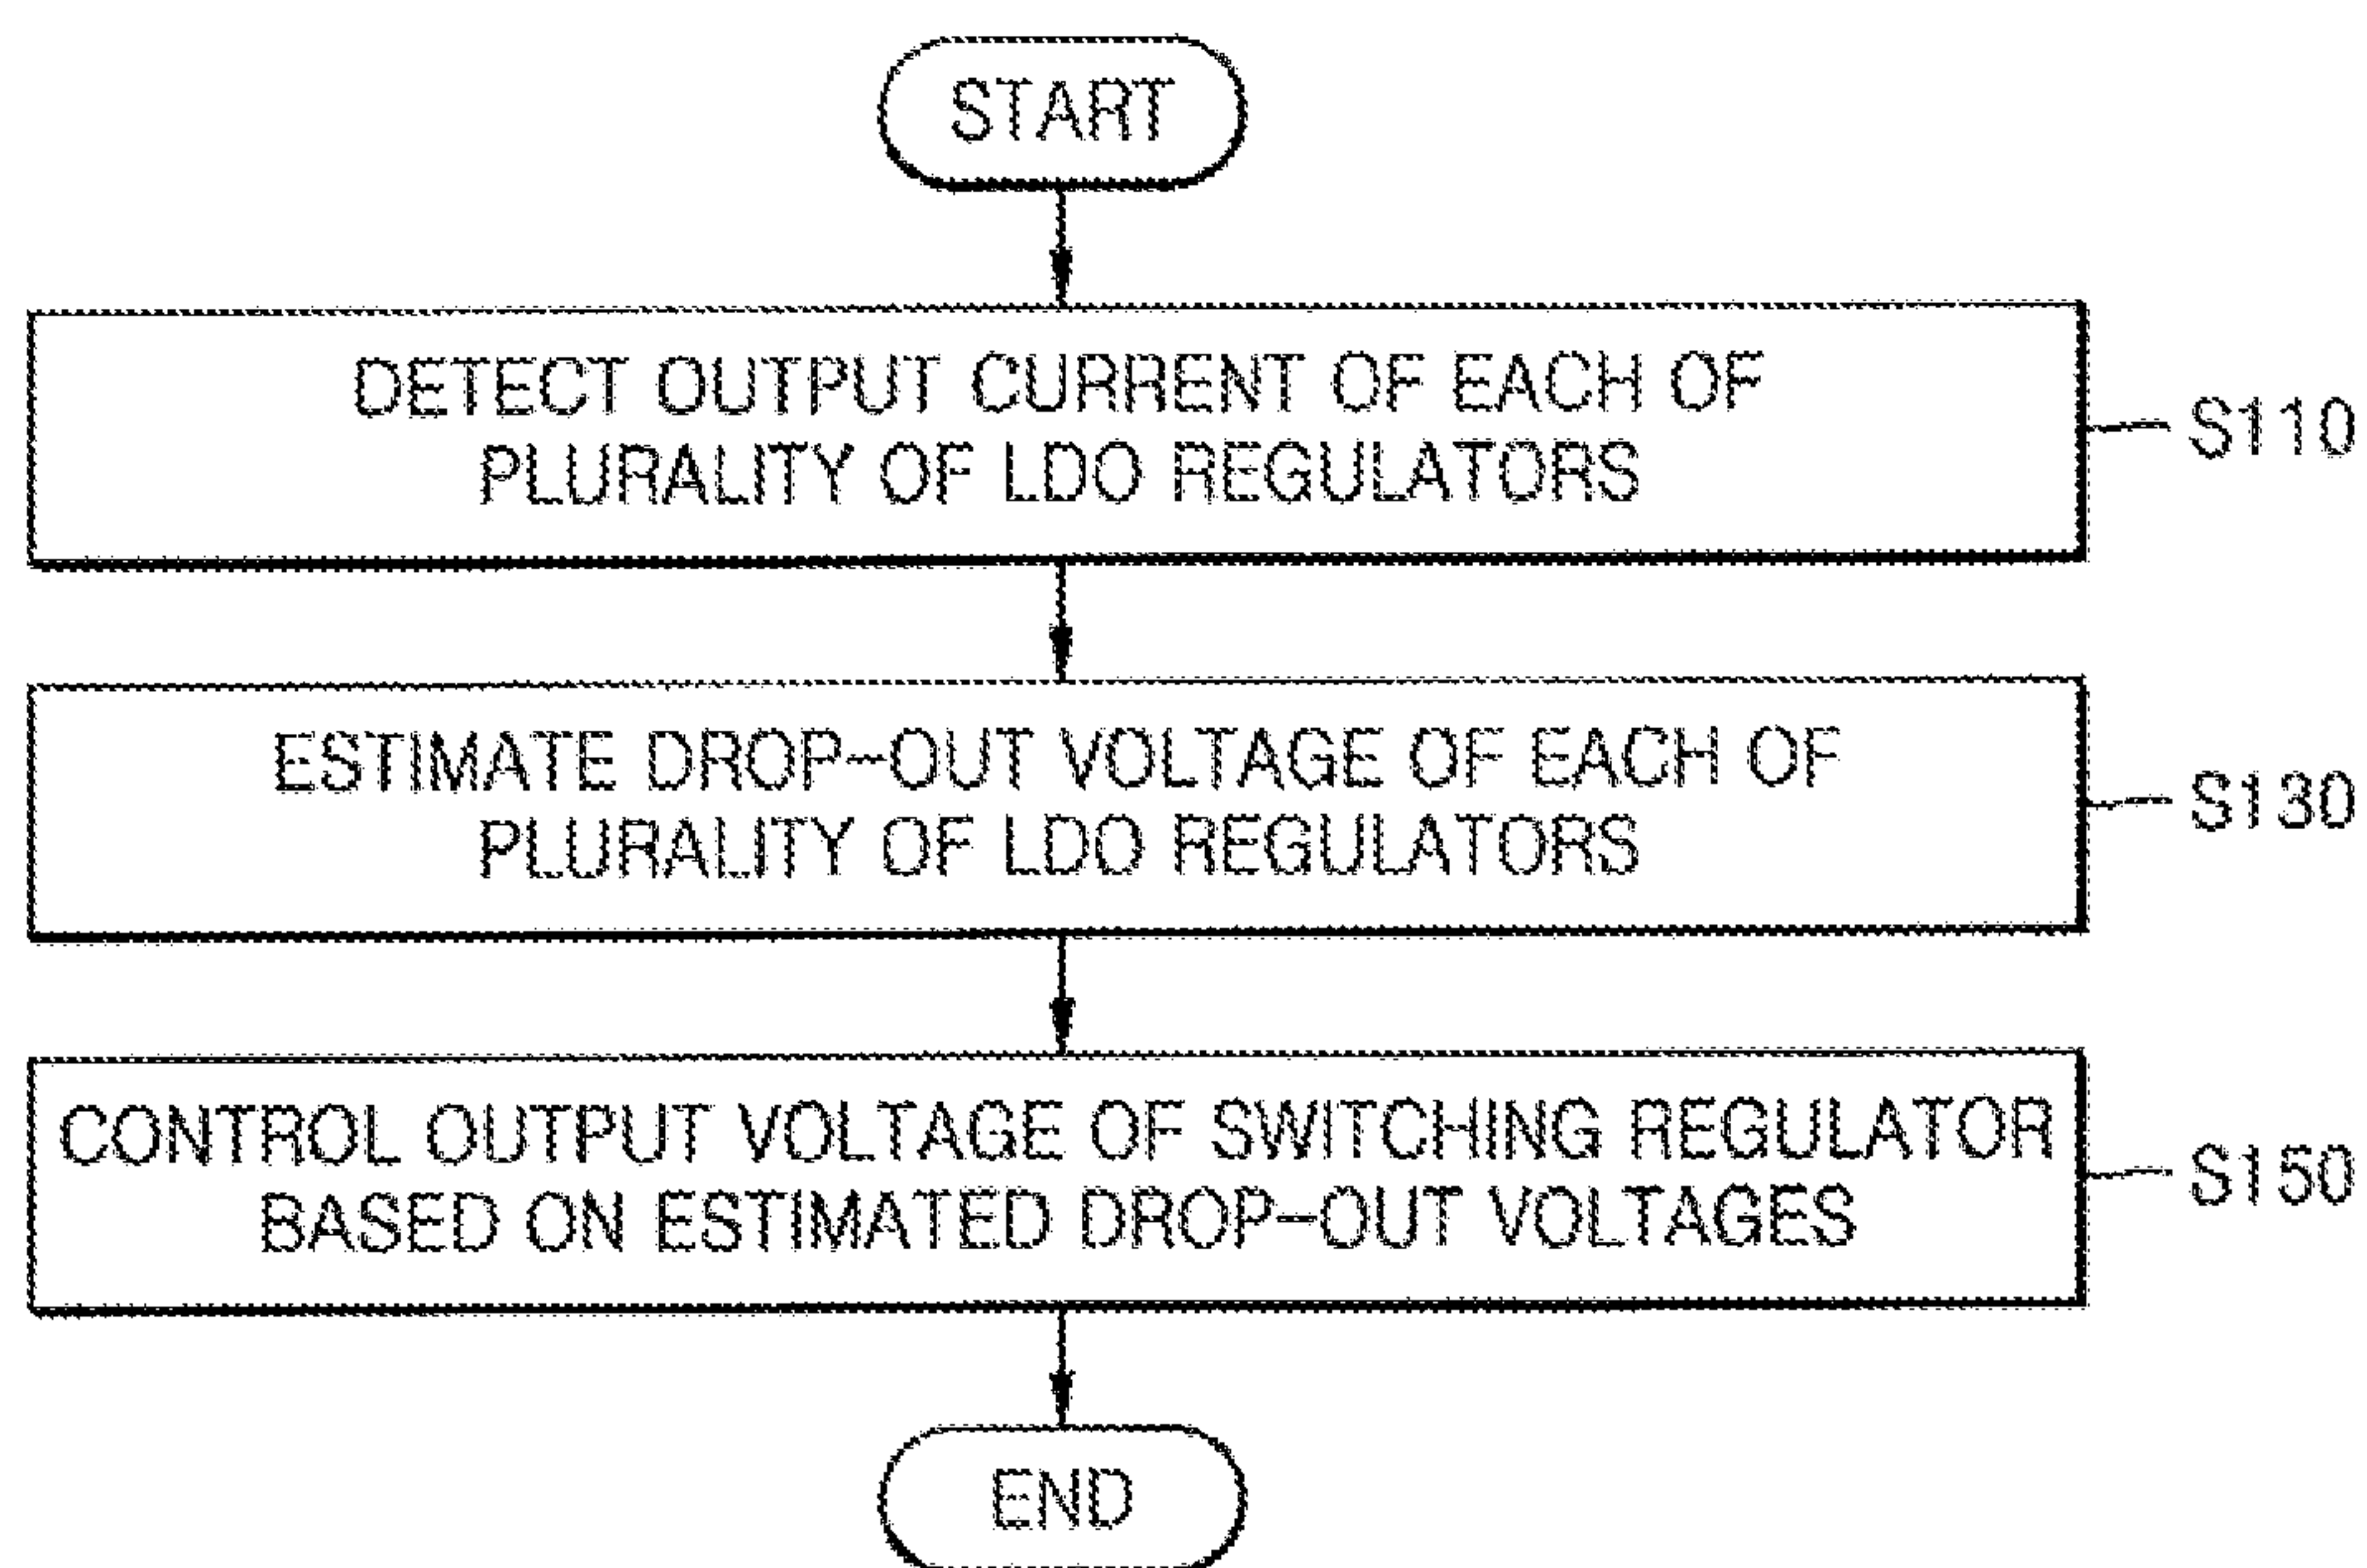 START
DETECT OUTPUT CURRENT OF EACH OF
PLURALITY OF LDO REGULATORS
S110
ESTIMATE DROP-OUT VOLTAGE OF EACH OF
PLURALITY OF LDO REGULATORS
S130
CONTROL OUTPUT VOLTAGE OF SWITCHING REGULATOR
BASED ON ESTIMATED DROP-OUT VOLTAGES
S150
END